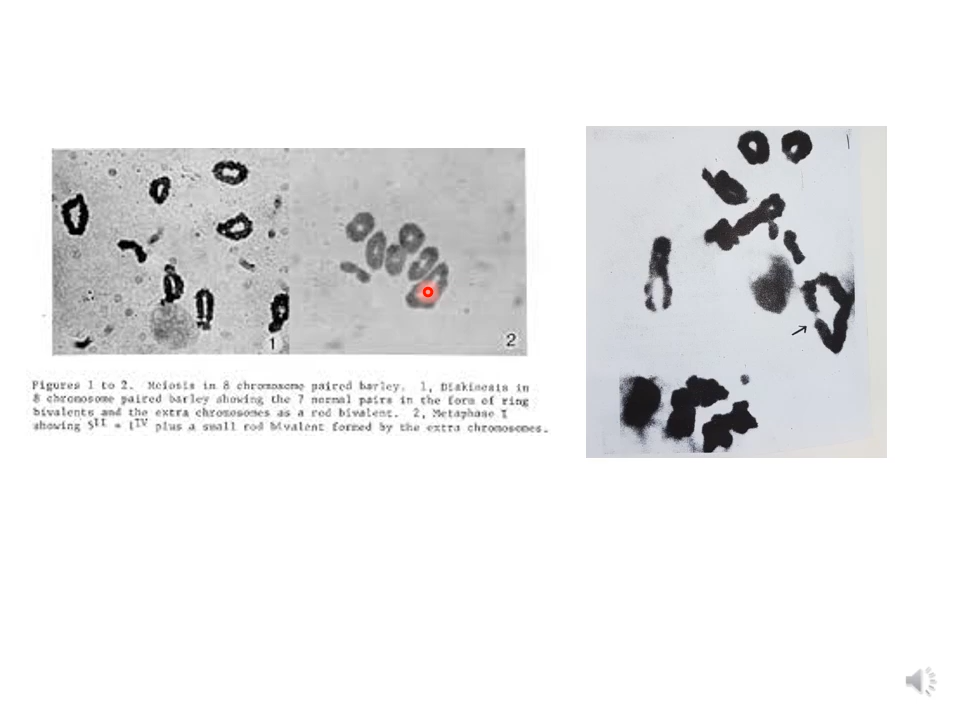 1
2
Figures 1 to 2. Meiosis in 8 chromosome paired barley. 1, Diakinesis in
8 chromosome paired barley showing the 7 normal pairs in the form of ring
bivalents and the extra chromosomes as a rod bivalent. 2, Metaphase I
showing 5II + 1IV plus a small rod bivalent formed by the extra chromosomes.